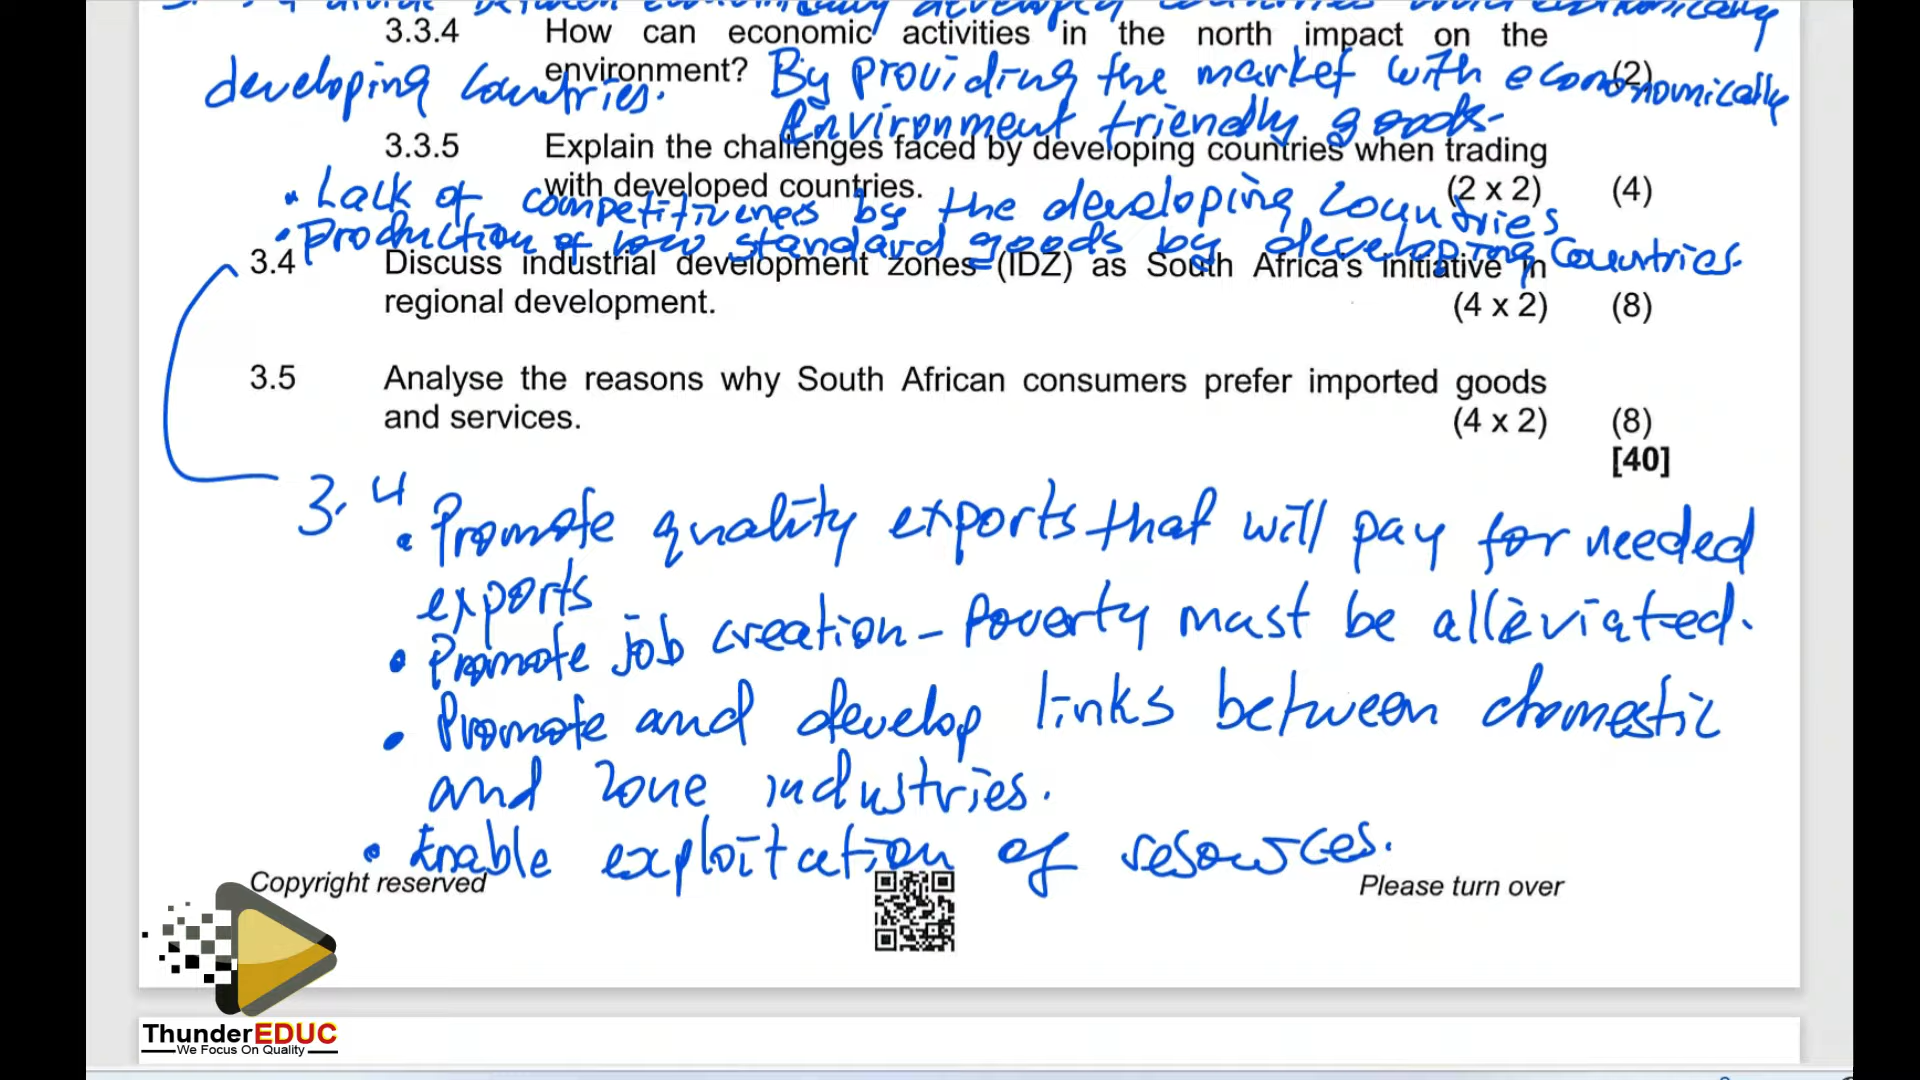 divide between economically developed countries and economically
3.3.4 How can economic activities in the north impact on the
environment? (2)
developing countries. By providing the market with economically
Environment friendly goods.
3.3.5 Explain the challenges faced by developing countries when trading
with developed countries. (2 x 2) (4)
• Lack of competitiveness by the developing countries
• Production of low standard goods by developing countries.
3.4 Discuss industrial development zones (IDZ) as South Africa's initiative in
regional development. (4 x 2) (8)
3.5 Analyse the reasons why South African consumers prefer imported goods
and services. (4 x 2) (8)
[40]
3.4
• Promote quality exports that will pay for needed
exports
• Promote job creation - Poverty must be alleviated.
• Promote and develop links between domestic
and zone industries.
• Enable exploitation of resources.
Copyright reserved Please turn over
ThunderEDUC
We Focus On Quality